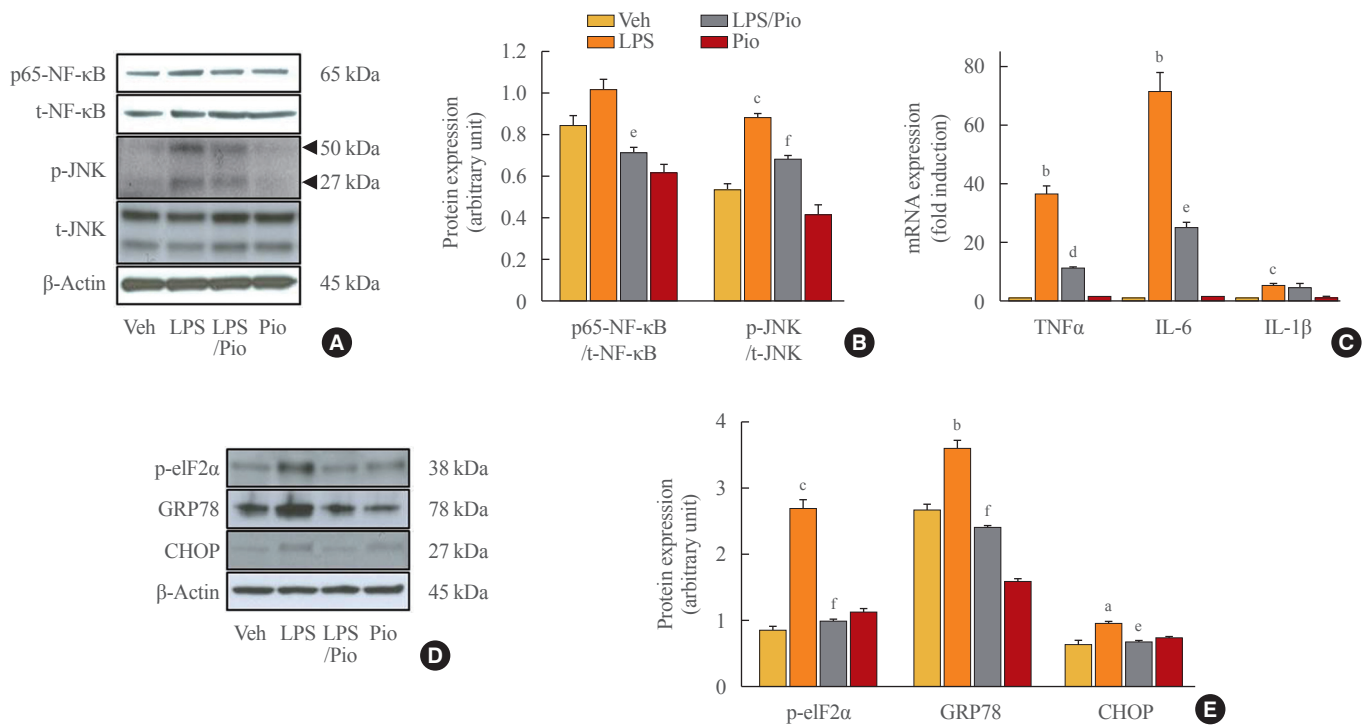 p65-NF-κB
65 kDa
t-NF-κB
p-JNK
50 kDa
27 kDa
t-JNK
β-Actin
45 kDa
Veh LPS LPS Pio
/Pio
A
Veh
LPS/Pio
LPS
Pio
Protein expression
(arbitrary unit)
1.2
1.0
0.8
0.6
0.4
0.2
0
e
c
f
p65-NF-κB
/t-NF-κB
p-JNK
/t-JNK
B
mRNA expression
(fold induction)
80
60
40
20
0
b
d
b
e
c
TNFα IL-6 IL-1β
C
p-elF2α
38 kDa
GRP78
78 kDa
CHOP
27 kDa
β-Actin
45 kDa
Veh LPS LPS Pio
/Pio
D
Protein expression
(arbitrary unit)
4
3
2
1
0
c
f
b
f
a
e
p-elF2α GRP78 CHOP
E